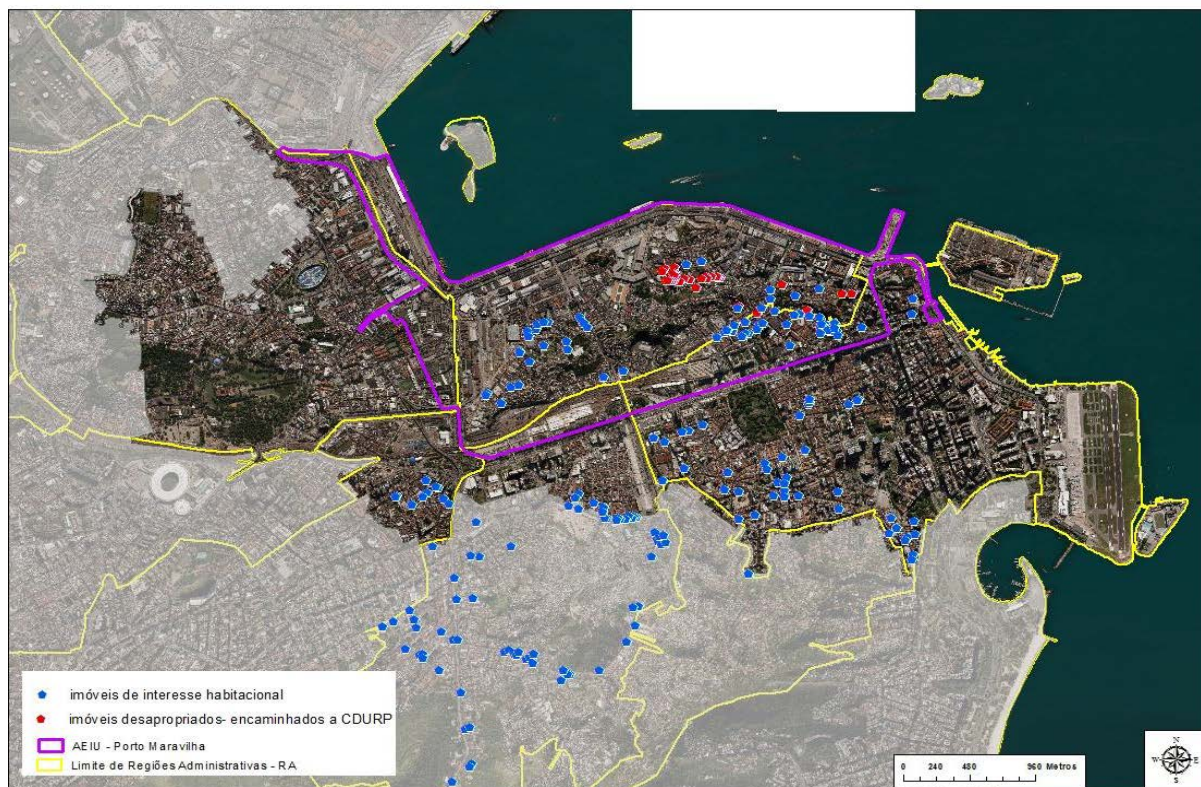 imóveis de interesse habitacional
imóveis desapropriados- encaminhados a CDURP
AEIU - Porto Maravilha
Limite de Regiões Administrativas - RA
0 240 480 960 Metros
N
W E
S